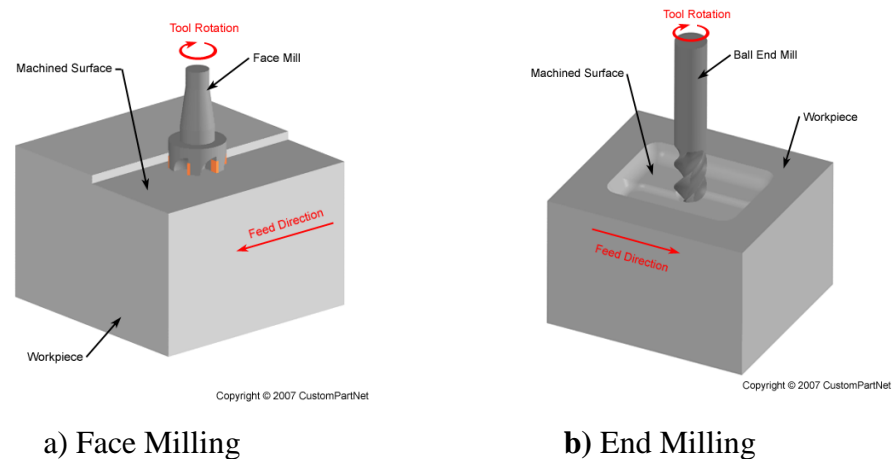 Tool Rotation
Face Mill
Machined Surface
Feed Direction
Workpiece
Copyright © 2007 CustomPartNet
a) Face Milling
Tool Rotation
Ball End Mill
Machined Surface
Workpiece
Feed Direction
Copyright © 2007 CustomPartNet
b) End Milling